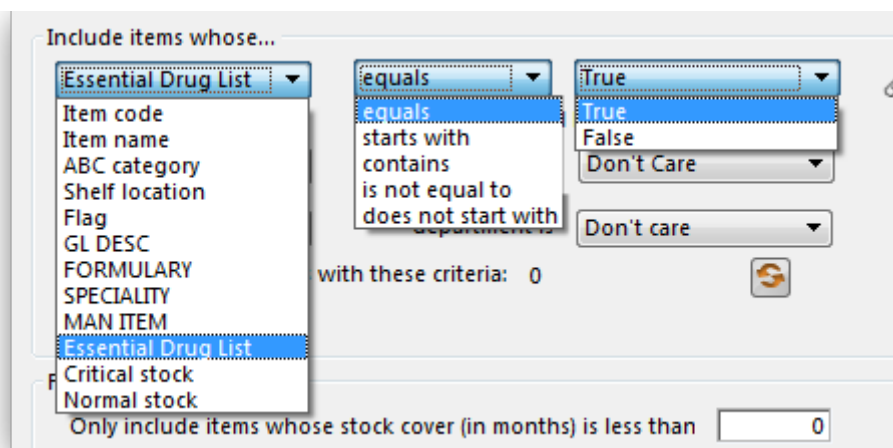 Include items whose...
Essential Drug List
equals
True
Item code
Item name
ABC category
Shelf location
Flag
GL DESC
FORMULARY
SPECIALITY
MAN ITEM
Essential Drug List
Critical stock
Normal stock
equals
starts with
contains
is not equal to
does not start with
True
False
Don't Care
department is
Don't care
with these criteria: 0
Only include items whose stock cover (in months) is less than 0